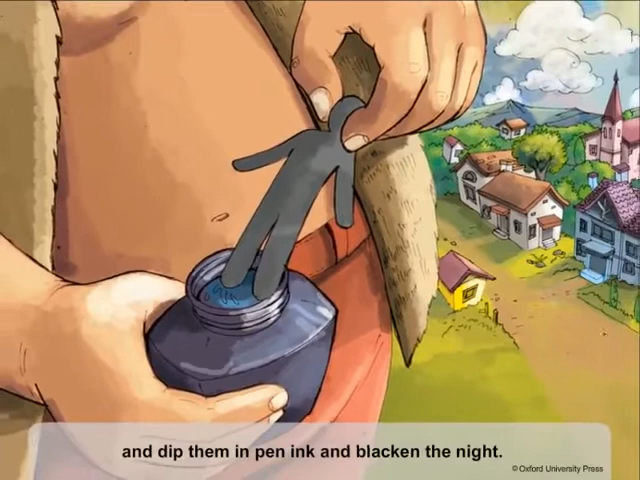 and dip them in pen ink and blacken the night.
© Oxford University Press